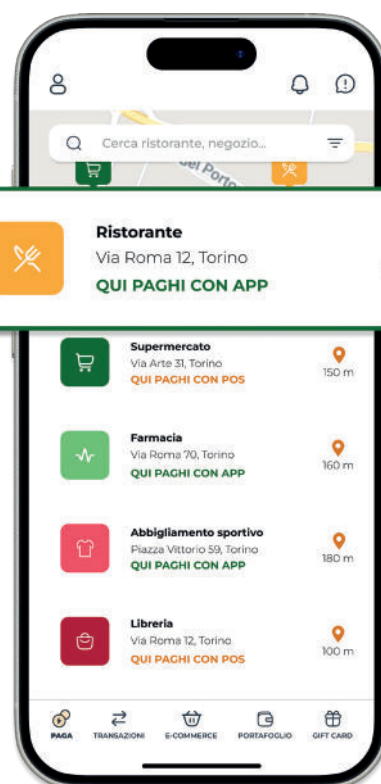 Cerca ristorante, negozio...
del Porto
Ristorante
Via Roma 12, Torino
QUI PAGHI CON APP
Supermercato
Via Arte 31, Torino
QUI PAGHI CON POS
150 m
Farmacia
Via Roma 70, Torino
QUI PAGHI CON APP
160 m
Abbigliamento sportivo
Piazza Vittorio 59, Torino
QUI PAGHI CON APP
180 m
Libreria
Via Roma 12, Torino
QUI PAGHI CON POS
100 m
PAGA
TRANSAZIONI
E-COMMERCE
PORTAFOGLIO
GIFT CARD